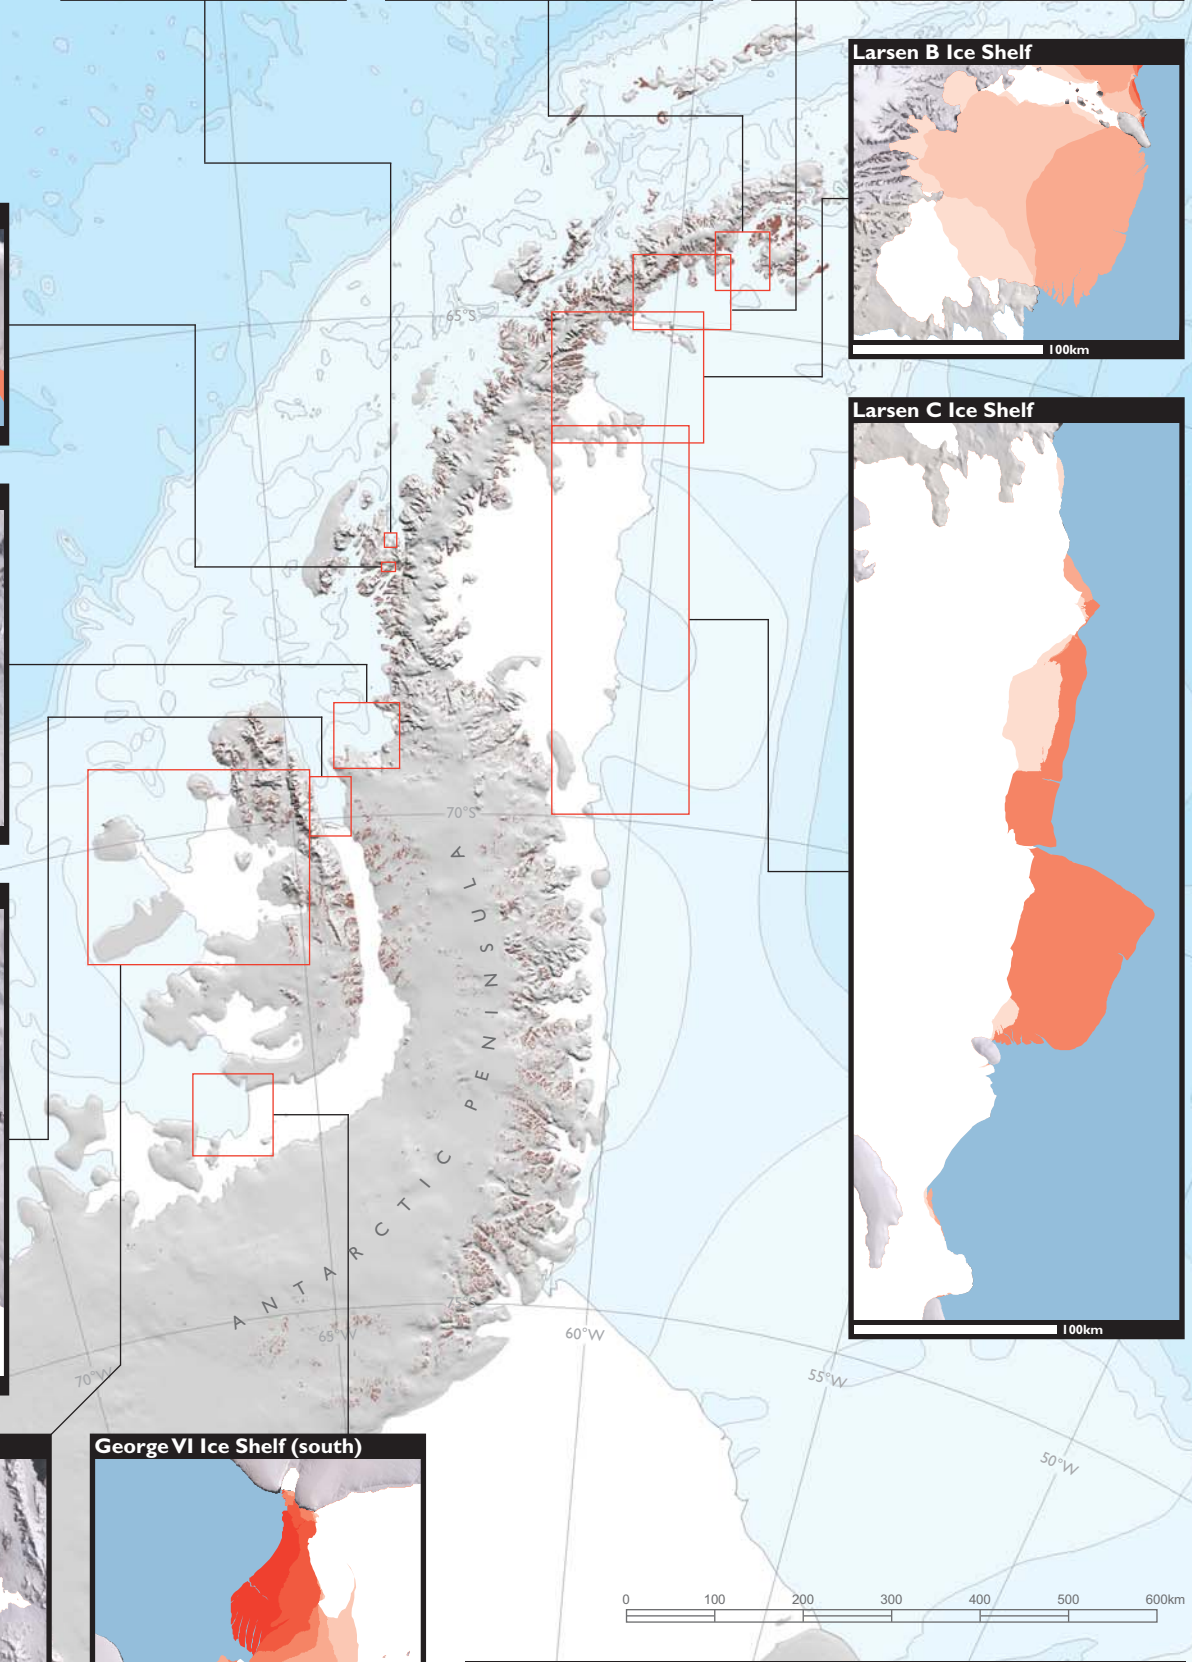 Larsen B Ice Shelf
100km
65°S
Larsen C Ice Shelf
70°S
ANTARCTIC PENINSULA
100km
75°S
65°W
60°W
70°W
55°W
50°W
George VI Ice Shelf (south)
0 100 200 300 400 500 600km